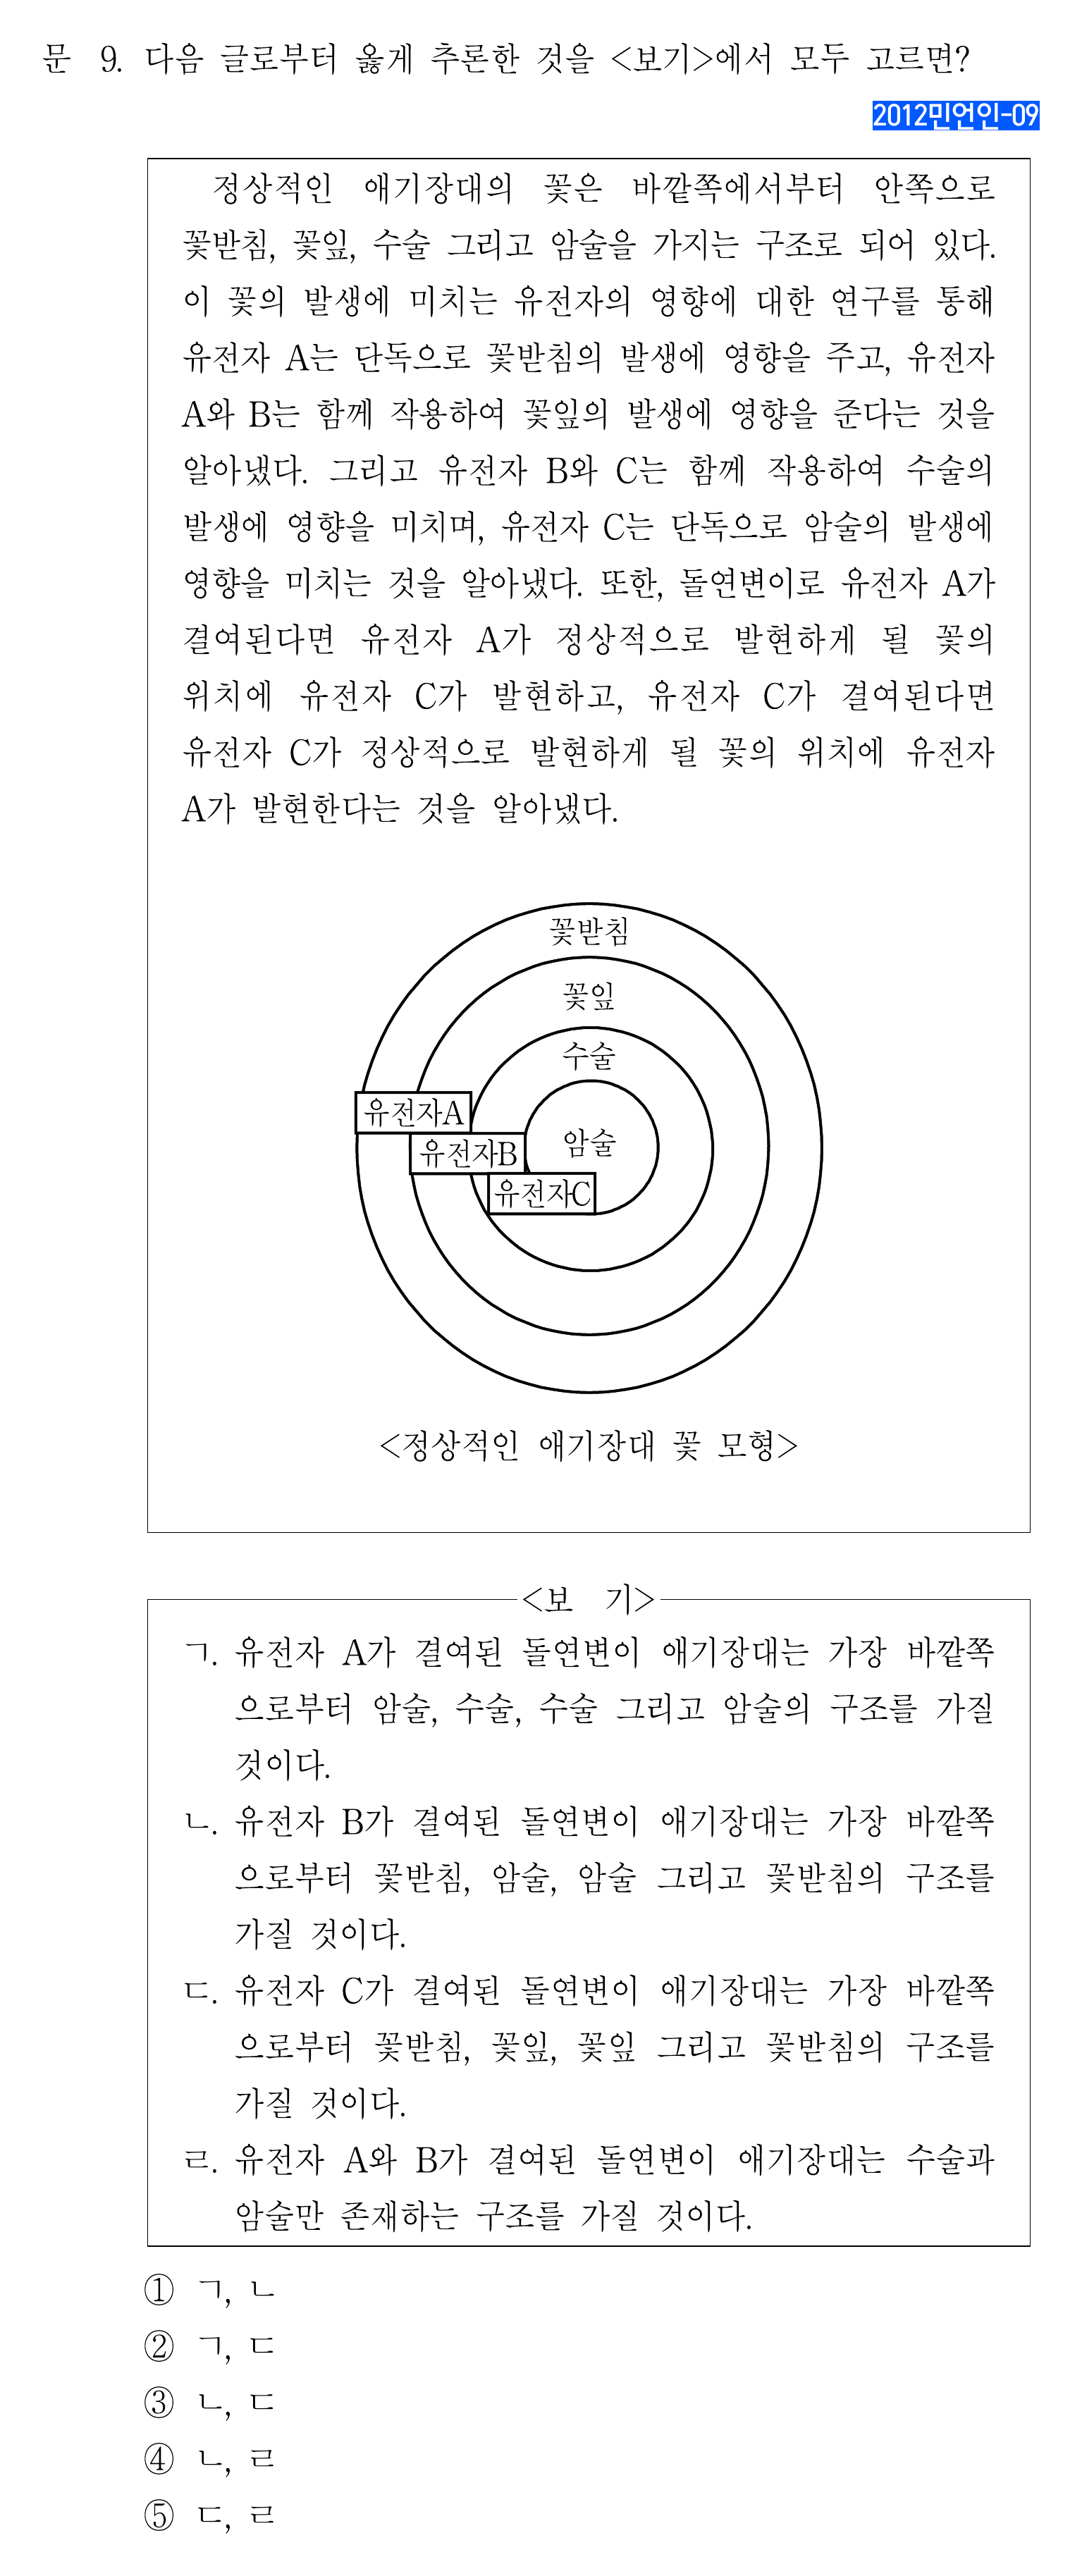 문 9. 다음 글로부터 옳게 추론한 것을 <보기>에서 모두 고르면?
2012민언인-09
정상적인 애기장대의 꽃은 바깥쪽에서부터 안쪽으로
꽃받침, 꽃잎, 수술 그리고 암술을 가지는 구조로 되어 있다.
이 꽃의 발생에 미치는 유전자의 영향에 대한 연구를 통해
유전자 A는 단독으로 꽃받침의 발생에 영향을 주고, 유전자
A와 B는 함께 작용하여 꽃잎의 발생에 영향을 준다는 것을
알아냈다. 그리고 유전자 B와 C는 함께 작용하여 수술의
발생에 영향을 미치며, 유전자 C는 단독으로 암술의 발생에
영향을 미치는 것을 알아냈다. 또한, 돌연변이로 유전자 A가
결여된다면 유전자 A가 정상적으로 발현하게 될 꽃의
위치에 유전자 C가 발현하고, 유전자 C가 결여된다면
유전자 C가 정상적으로 발현하게 될 꽃의 위치에 유전자
A가 발현한다는 것을 알아냈다.
꽃받침
꽃잎
수술
유전자A
암술
유전자B
유전자C
<정상적인 애기장대 꽃 모형>
<보 기>
ㄱ. 유전자 A가 결여된 돌연변이 애기장대는 가장 바깥쪽
으로부터 암술, 수술, 수술 그리고 암술의 구조를 가질
것이다.
ㄴ. 유전자 B가 결여된 돌연변이 애기장대는 가장 바깥쪽
으로부터 꽃받침, 암술, 암술 그리고 꽃받침의 구조를
가질 것이다.
ㄷ. 유전자 C가 결여된 돌연변이 애기장대는 가장 바깥쪽
으로부터 꽃받침, 꽃잎, 꽃잎 그리고 꽃받침의 구조를
가질 것이다.
ㄹ. 유전자 A와 B가 결여된 돌연변이 애기장대는 수술과
암술만 존재하는 구조를 가질 것이다.
① ㄱ, ㄴ
② ㄱ, ㄷ
③ ㄴ, ㄷ
④ ㄴ, ㄹ
⑤ ㄷ, ㄹ